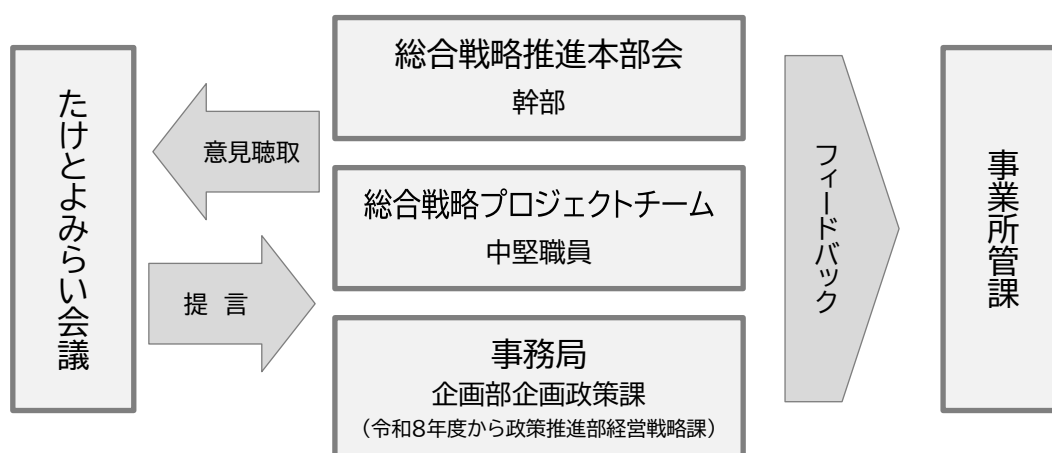 たけとよみらい会議
意見聴取
提 言
総合戦略推進本部会
幹部
総合戦略プロジェクトチーム
中堅職員
事務局
企画部企画政策課
（令和8年度から政策推進部経営戦略課）
フィードバック
事業所管課